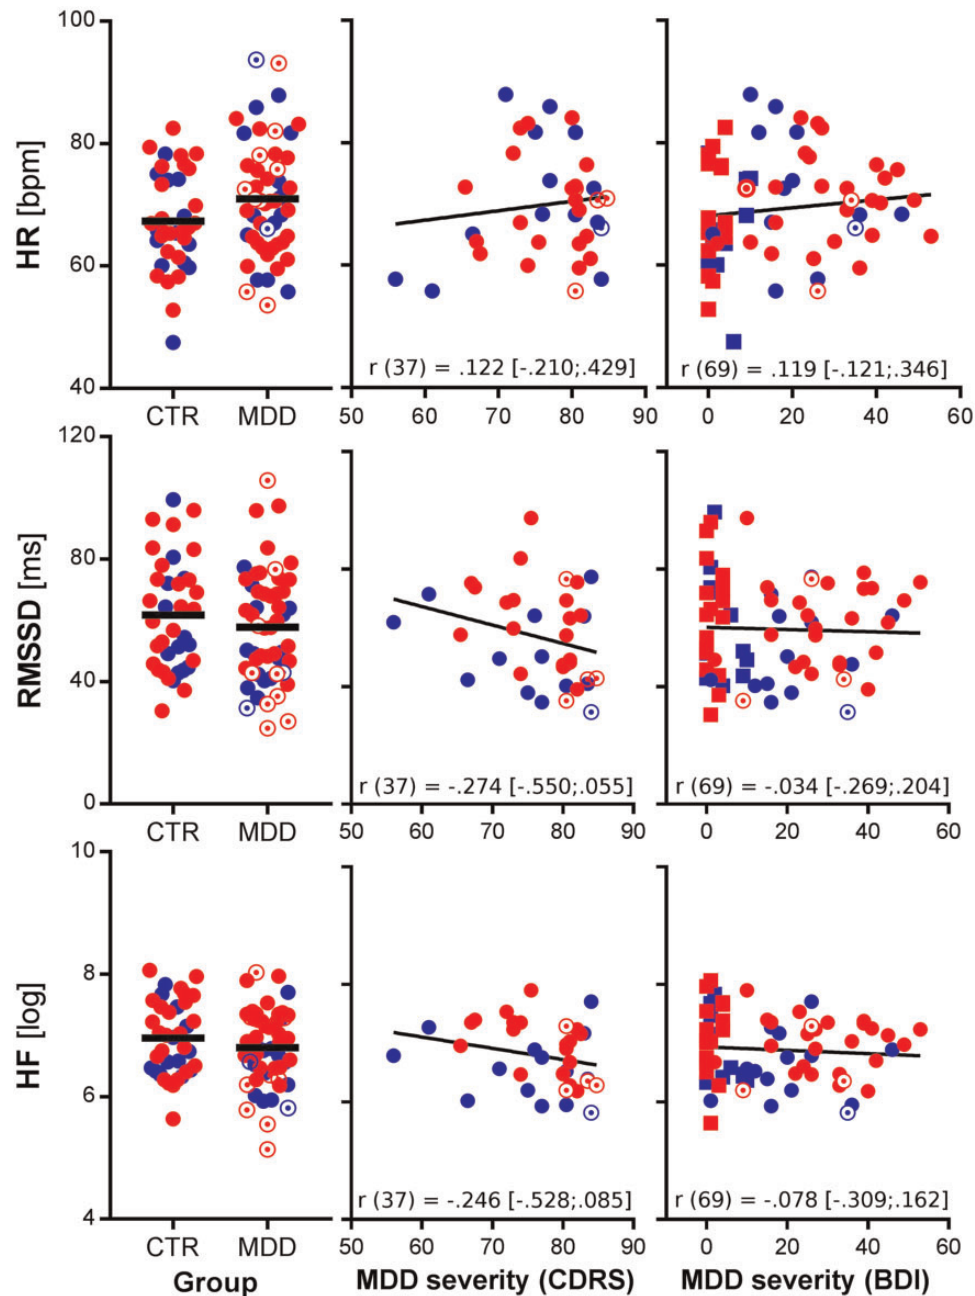 100
80
HR [bpm]
60
r (37) = .122 [-.210;.429]
r (69) = .119 [-.121;.346]
40
CTR MDD
50 60 70 80 90
0 20 40 60
120
80
RMSSD [ms]
40
r (37) = -.274 [-.550;.055]
r (69) = -.034 [-.269;.204]
0
CTR MDD
50 60 70 80 90
0 20 40 60
10
8
HF [log]
6
r (37) = -.246 [-.528;.085]
r (69) = -.078 [-.309;.162]
4
CTR MDD
50 60 70 80 90
0 20 40 60
Group
MDD severity (CDRS)
MDD severity (BDI)